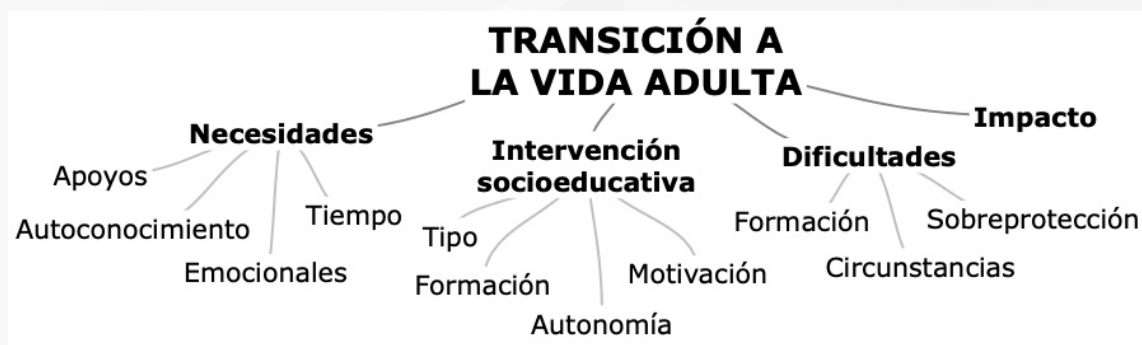 TRANSICIÓN A
LA VIDA ADULTA
Necesidades
Apoyos
Autoconocimiento
Emocionales
Tiempo
Intervención
socioeducativa
Tipo
Formación
Autonomía
Motivación
Dificultades
Formación
Circunstancias
Sobreprotección
Impacto